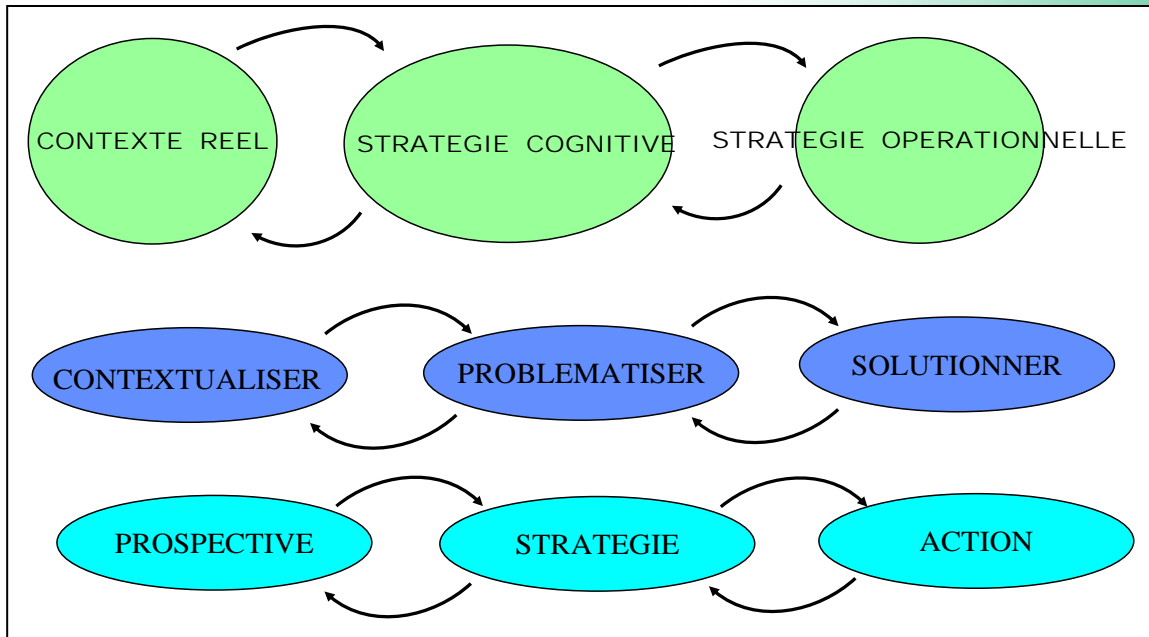 CONTEXTE REEL
STRATEGIE COGNITIVE
STRATEGIE OPERATIONNELLE
CONTEXTUALISER
PROBLEMATISER
SOLUTIONNER
PROSPECTIVE
STRATEGIE
ACTION